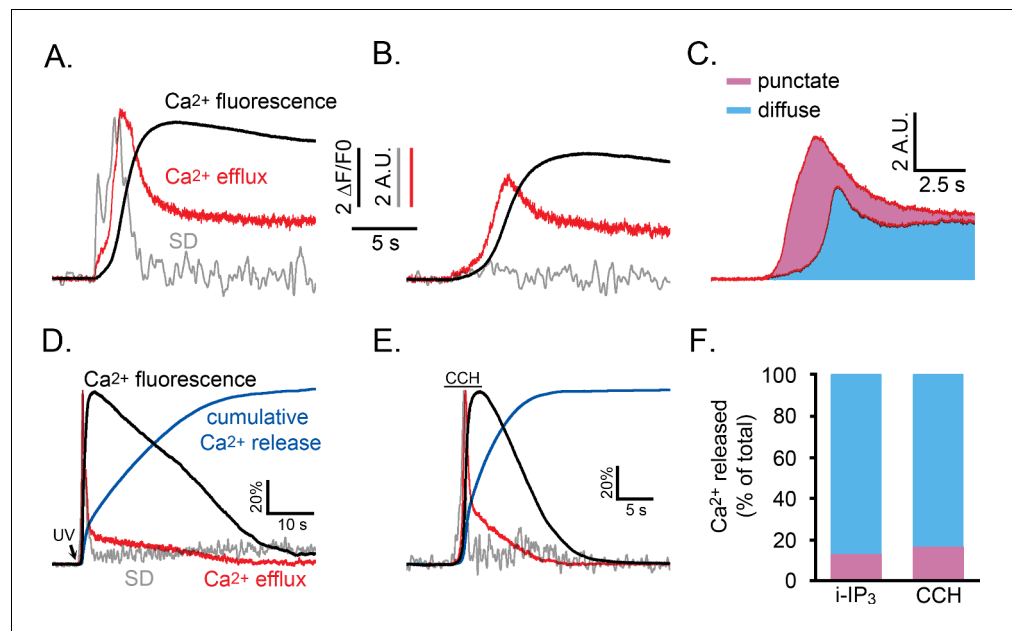 A.
Ca2+ fluorescence
Ca2+ efflux
SD
2 ΔF/F0
2 A.U.
5 s
B.
C.
punctate
diffuse
2 A.U.
2.5 s
D.
Ca2+ fluorescence
cumulative
Ca2+ release
20%
10 s
UV
SD
Ca2+ efflux
E.
CCH
20%
5 s
F.
Ca2+ released
(% of total)
100
80
60
40
20
0
i-IP3
CCH